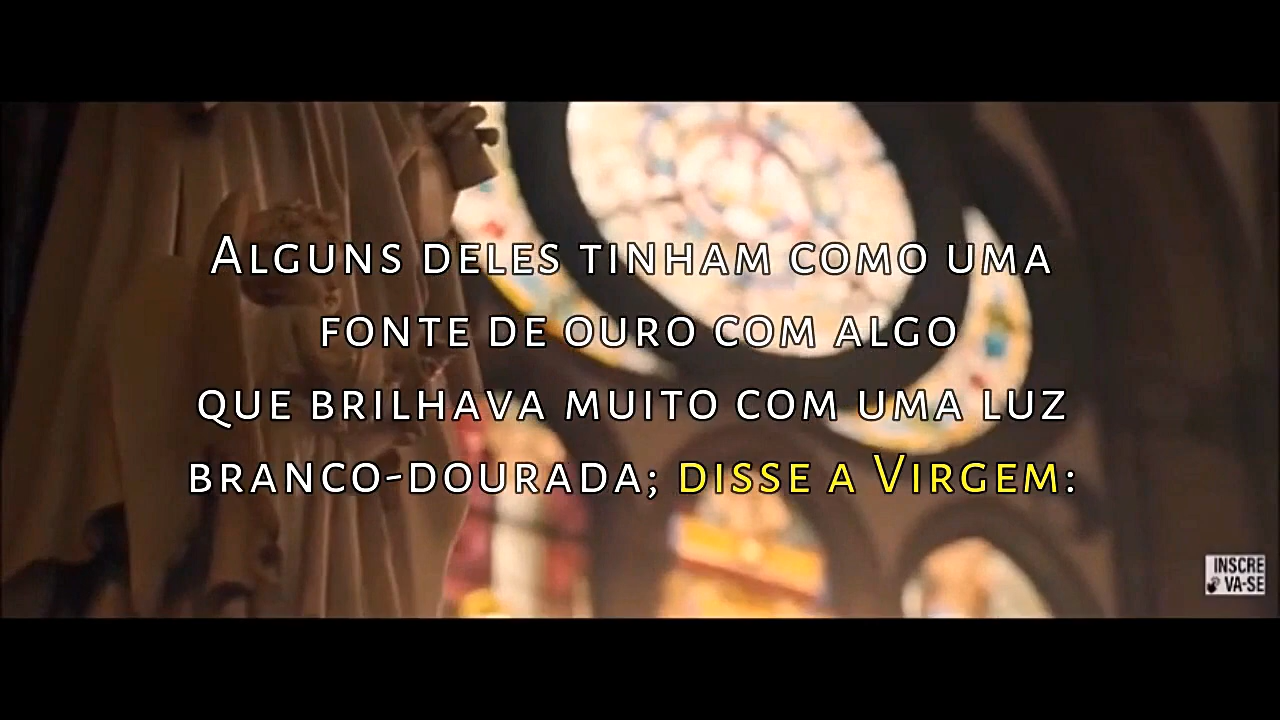 Alguns deles tinham como uma
fonte de ouro com algo
que brilhava muito com uma luz
branco-dourada; disse a Virgem:
INSCRE
VA-SE